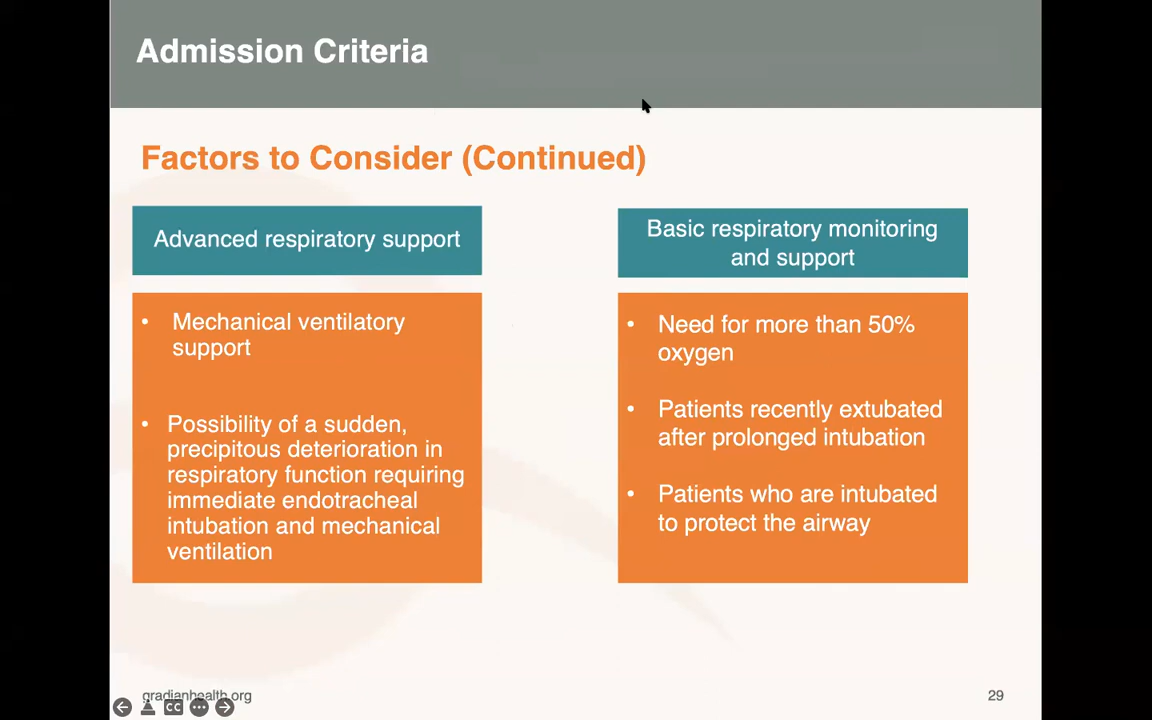 Admission Criteria
Factors to Consider (Continued)
Advanced respiratory support
• Mechanical ventilatory
support
• Possibility of a sudden,
precipitous deterioration in
respiratory function requiring
immediate endotracheal
intubation and mechanical
ventilation
Basic respiratory monitoring
and support
• Need for more than 50%
oxygen
• Patients recently extubated
after prolonged intubation
• Patients who are intubated
to protect the airway
gradianhealth.org
29
CC